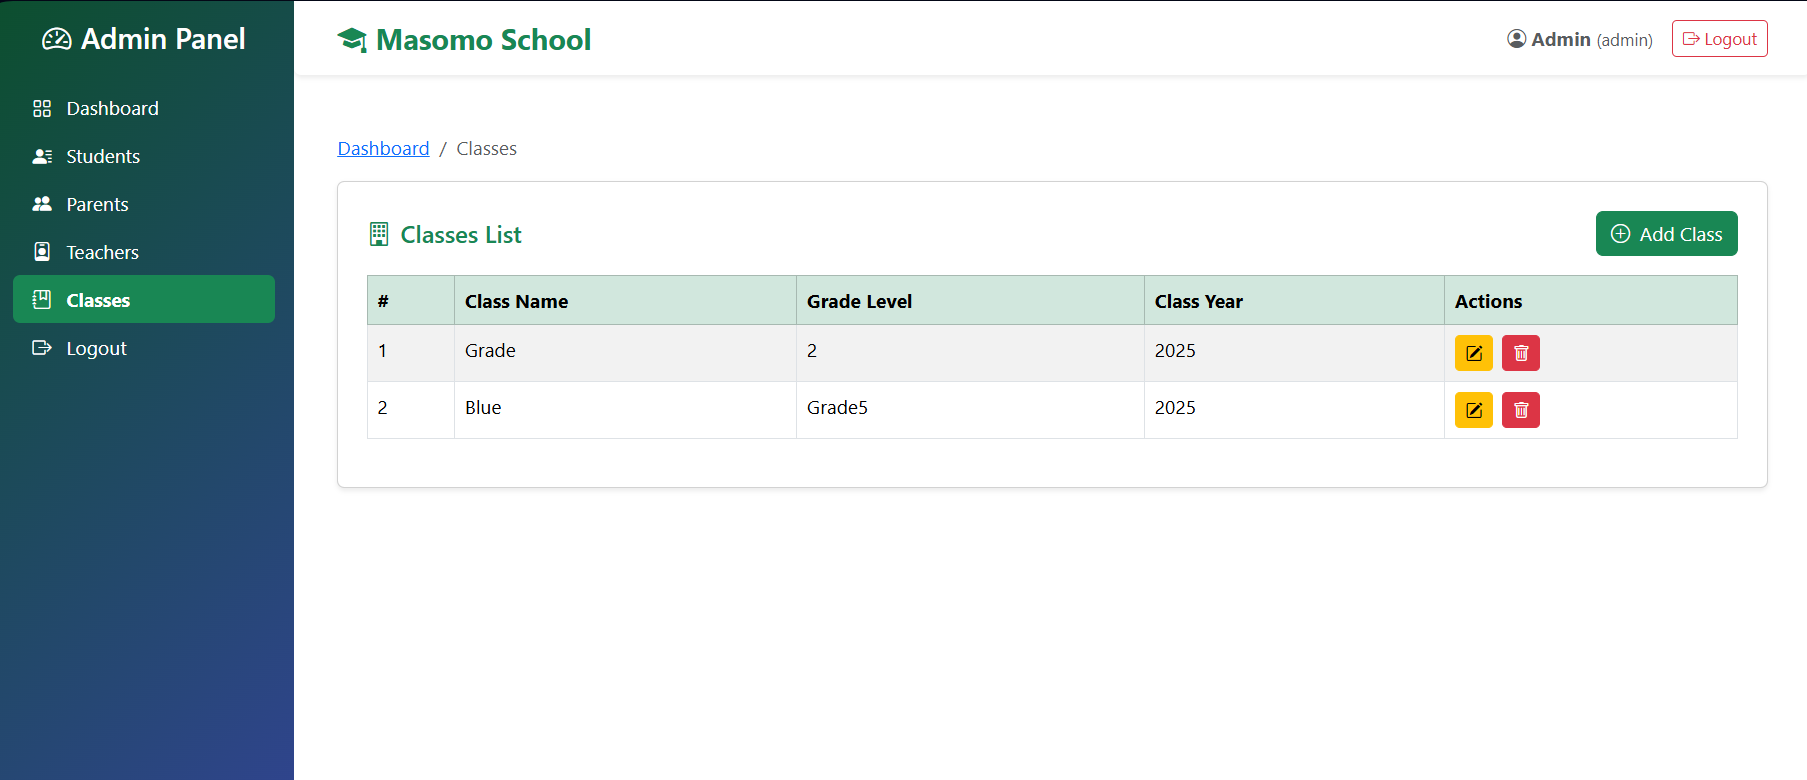 Admin Panel
Dashboard
Students
Parents
Teachers
Classes
Logout
Masomo School
Admin (admin)
Logout
Dashboard / Classes
Classes List
Add Class
# Class Name Grade Level Class Year Actions
1 Grade 2 2025
2 Blue Grade5 2025